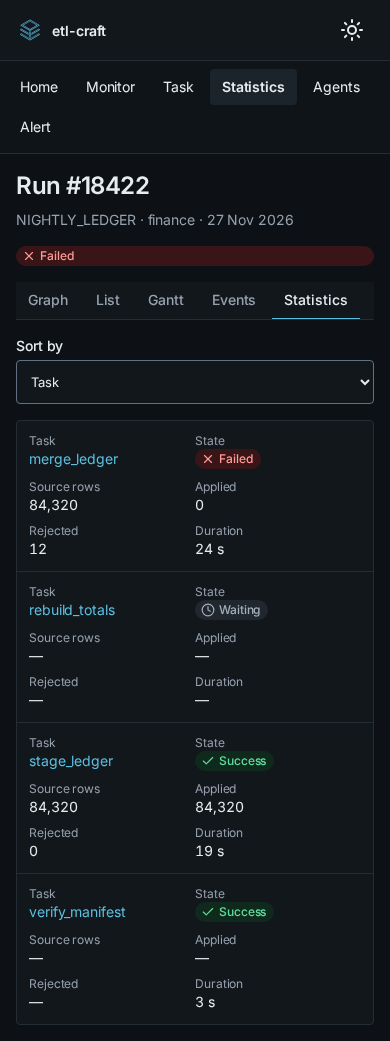 etl-craft
Home Monitor Task Statistics Agents
Alert
Run #18422
NIGHTLY_LEDGER · finance · 27 Nov 2026
Failed
Graph List Gantt Events Statistics
Sort by
Task
Task State
merge_ledger Failed
Source rows Applied
84,320 0
Rejected Duration
12 24 s
Task State
rebuild_totals Waiting
Source rows Applied
— —
Rejected Duration
— —
Task State
stage_ledger Success
Source rows Applied
84,320 84,320
Rejected Duration
0 19 s
Task State
verify_manifest Success
Source rows Applied
— —
Rejected Duration
— 3 s